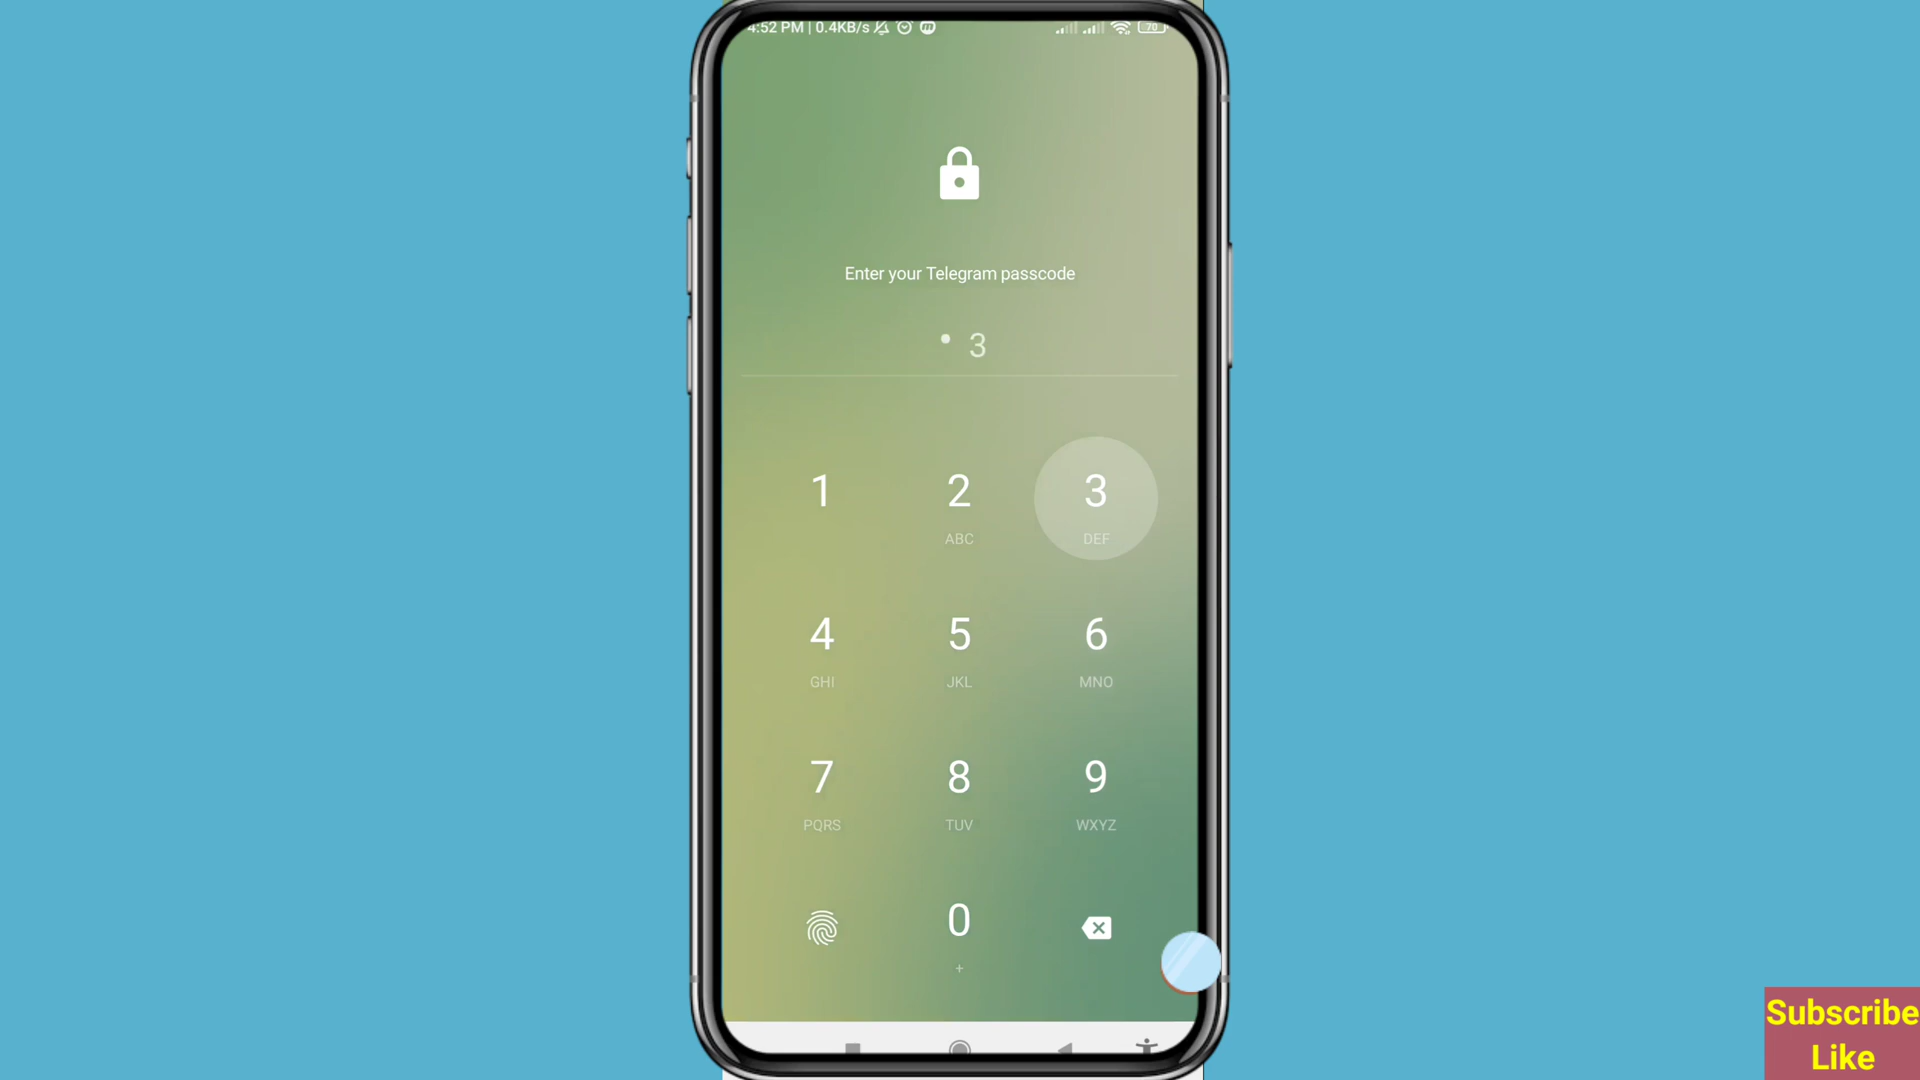 4:52 PM | 0.4KB/s
70
Enter your Telegram passcode
3
1 2 3
ABC DEF
4 5 6
GHI JKL MNO
7 8 9
PQRS TUV WXYZ
0
+
Subscribe
Like